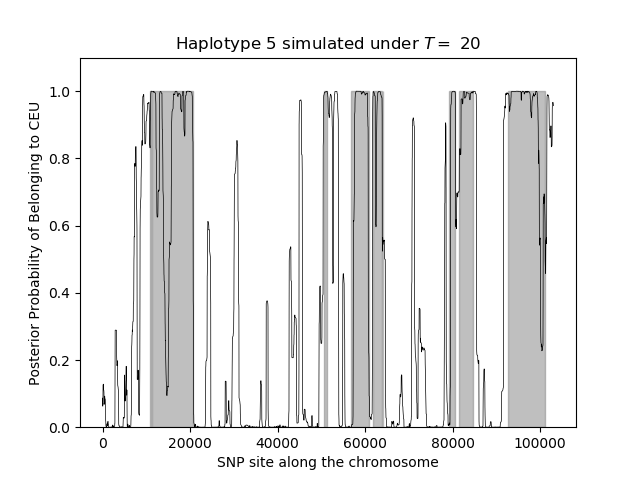 Haplotype 5 simulated under T = 20
Posterior Probability of Belonging to CEU
1.0
0.8
0.6
0.4
0.2
0.0
0 20000 40000 60000 80000 100000
SNP site along the chromosome